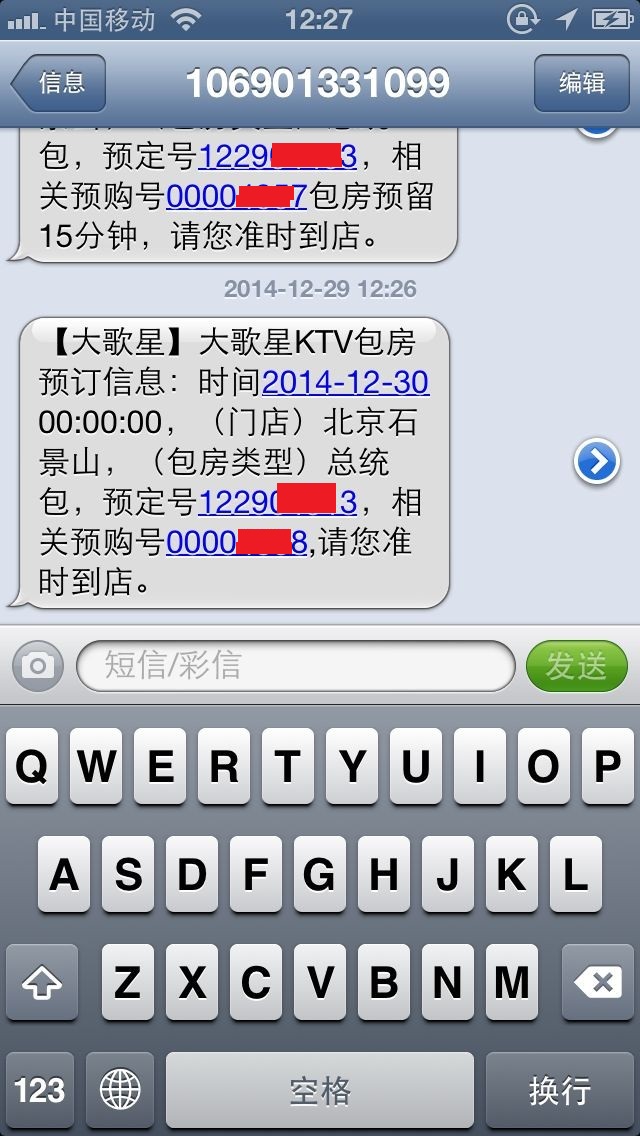 中国移动 12:27
信息 106901331099 编辑
包，预定号1229 3，相
关预购号0000 7包房预留
15分钟，请您准时到店。
2014-12-29 12:26
【大歌星】大歌星KTV包房
预订信息：时间2014-12-30
00:00:00，（门店）北京石
景山，（包房类型）总统
包，预定号1229 3，相
关预购号0000 8,请您准
时到店。
短信/彩信 发送
Q W E R T Y U I O P
A S D F G H J K L
Z X C V B N M
123 空格 换行